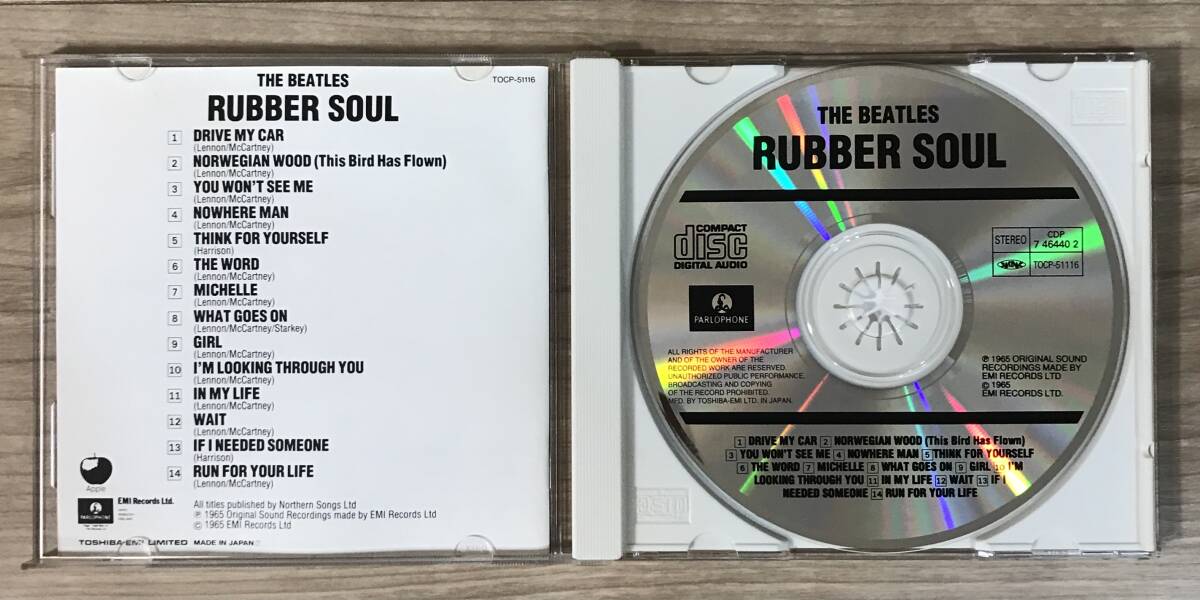 THE BEATLES
TOCP-51116
RUBBER SOUL
1 DRIVE MY CAR
(Lennon/McCartney)
2 NORWEGIAN WOOD (This Bird Has Flown)
(Lennon/McCartney)
3 YOU WON'T SEE ME
(Lennon/McCartney)
4 NOWHERE MAN
(Lennon/McCartney)
5 THINK FOR YOURSELF
(Harrison)
6 THE WORD
(Lennon/McCartney)
7 MICHELLE
(Lennon/McCartney)
8 WHAT GOES ON
(Lennon/McCartney/Starkey)
9 GIRL
(Lennon/McCartney)
10 I'M LOOKING THROUGH YOU
(Lennon/McCartney)
11 IN MY LIFE
(Lennon/McCartney)
12 WAIT
(Lennon/McCartney)
13 IF I NEEDED SOMEONE
(Harrison)
14 RUN FOR YOUR LIFE
(Lennon/McCartney)
Apple
EMI Records Ltd.
PARLOPHONE
All titles published by Northern Songs Ltd
℗ 1965 Original Sound Recordings made by EMI Records Ltd
© 1965 EMI Records Ltd
TOSHIBA-EMI LIMITED MADE IN JAPAN
THE BEATLES
RUBBER SOUL
COMPACT
disc
DIGITAL AUDIO
STEREO
CDP
7 46440 2
TOCP-51116
PARLOPHONE
ALL RIGHTS OF THE MANUFACTURER
AND OF THE OWNER OF THE
RECORDED WORK ARE RESERVED.
UNAUTHORIZED PUBLIC PERFORMANCE,
BROADCASTING AND COPYING
OF THE RECORD PROHIBITED.
MFD. BY TOSHIBA-EMI LTD. IN JAPAN.
℗ 1965 ORIGINAL SOUND
RECORDINGS MADE BY
EMI RECORDS LTD
© 1965
EMI RECORDS LTD.
1 DRIVE MY CAR 2 NORWEGIAN WOOD (This Bird Has Flown)
3 YOU WON'T SEE ME 4 NOWHERE MAN 5 THINK FOR YOURSELF
6 THE WORD 7 MICHELLE 8 WHAT GOES ON 9 GIRL 10 I'M
LOOKING THROUGH YOU 11 IN MY LIFE 12 WAIT 13 IF I
NEEDED SOMEONE 14 RUN FOR YOUR LIFE